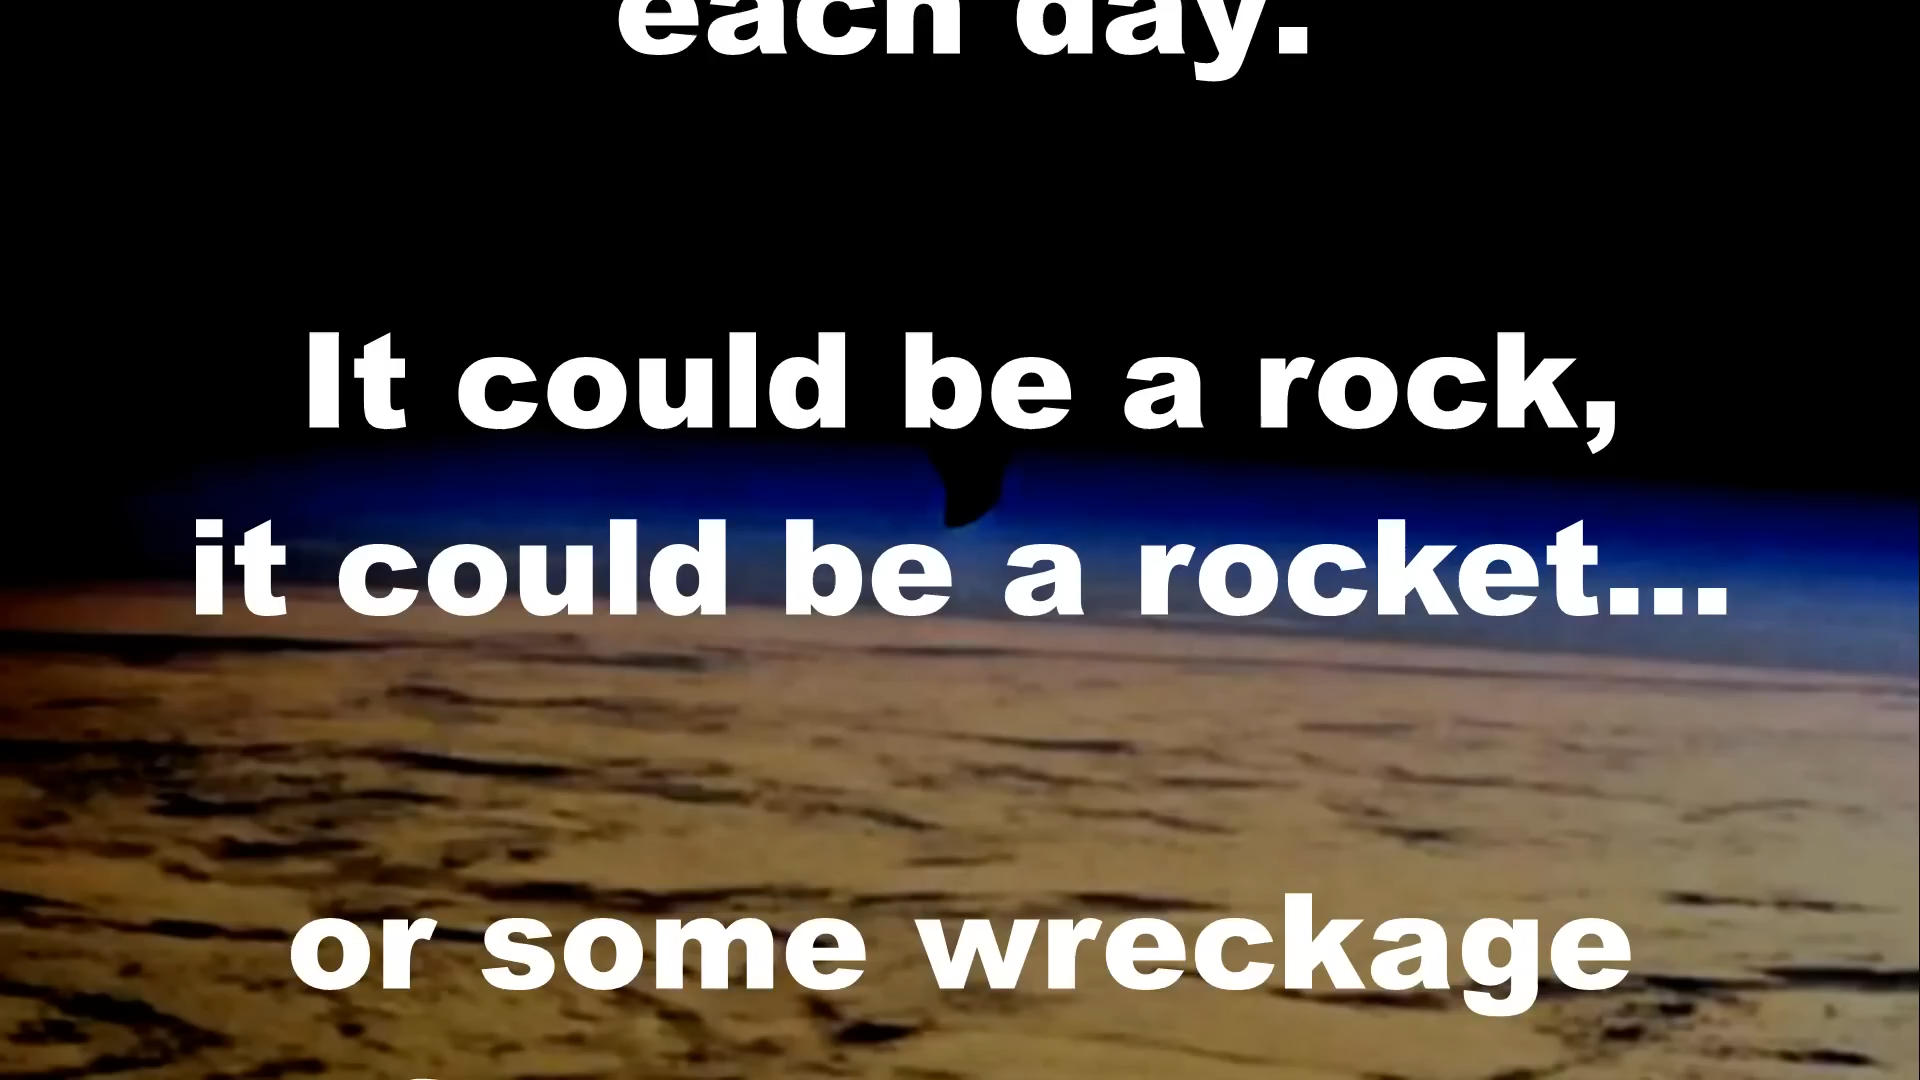 each day.
It could be a rock,
it could be a rocket...
or some wreckage